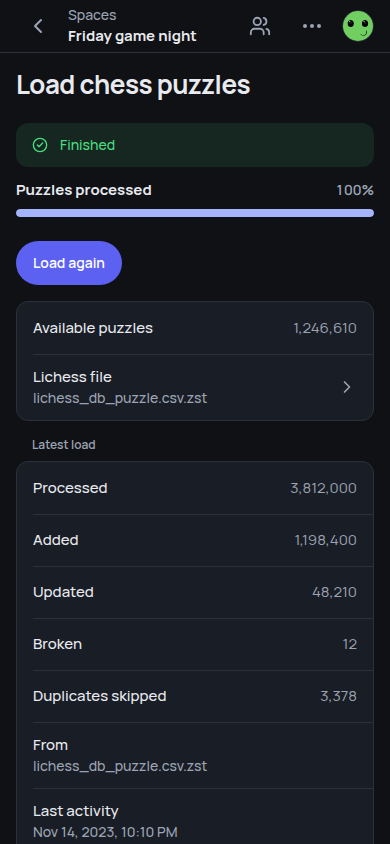 Spaces
Friday game night
Load chess puzzles
Finished
Puzzles processed 100%
Load again
Available puzzles 1,246,610
Lichess file
lichess_db_puzzle.csv.zst
Latest load
Processed 3,812,000
Added 1,198,400
Updated 48,210
Broken 12
Duplicates skipped 3,378
From
lichess_db_puzzle.csv.zst
Last activity
Nov 14, 2023, 10:10 PM